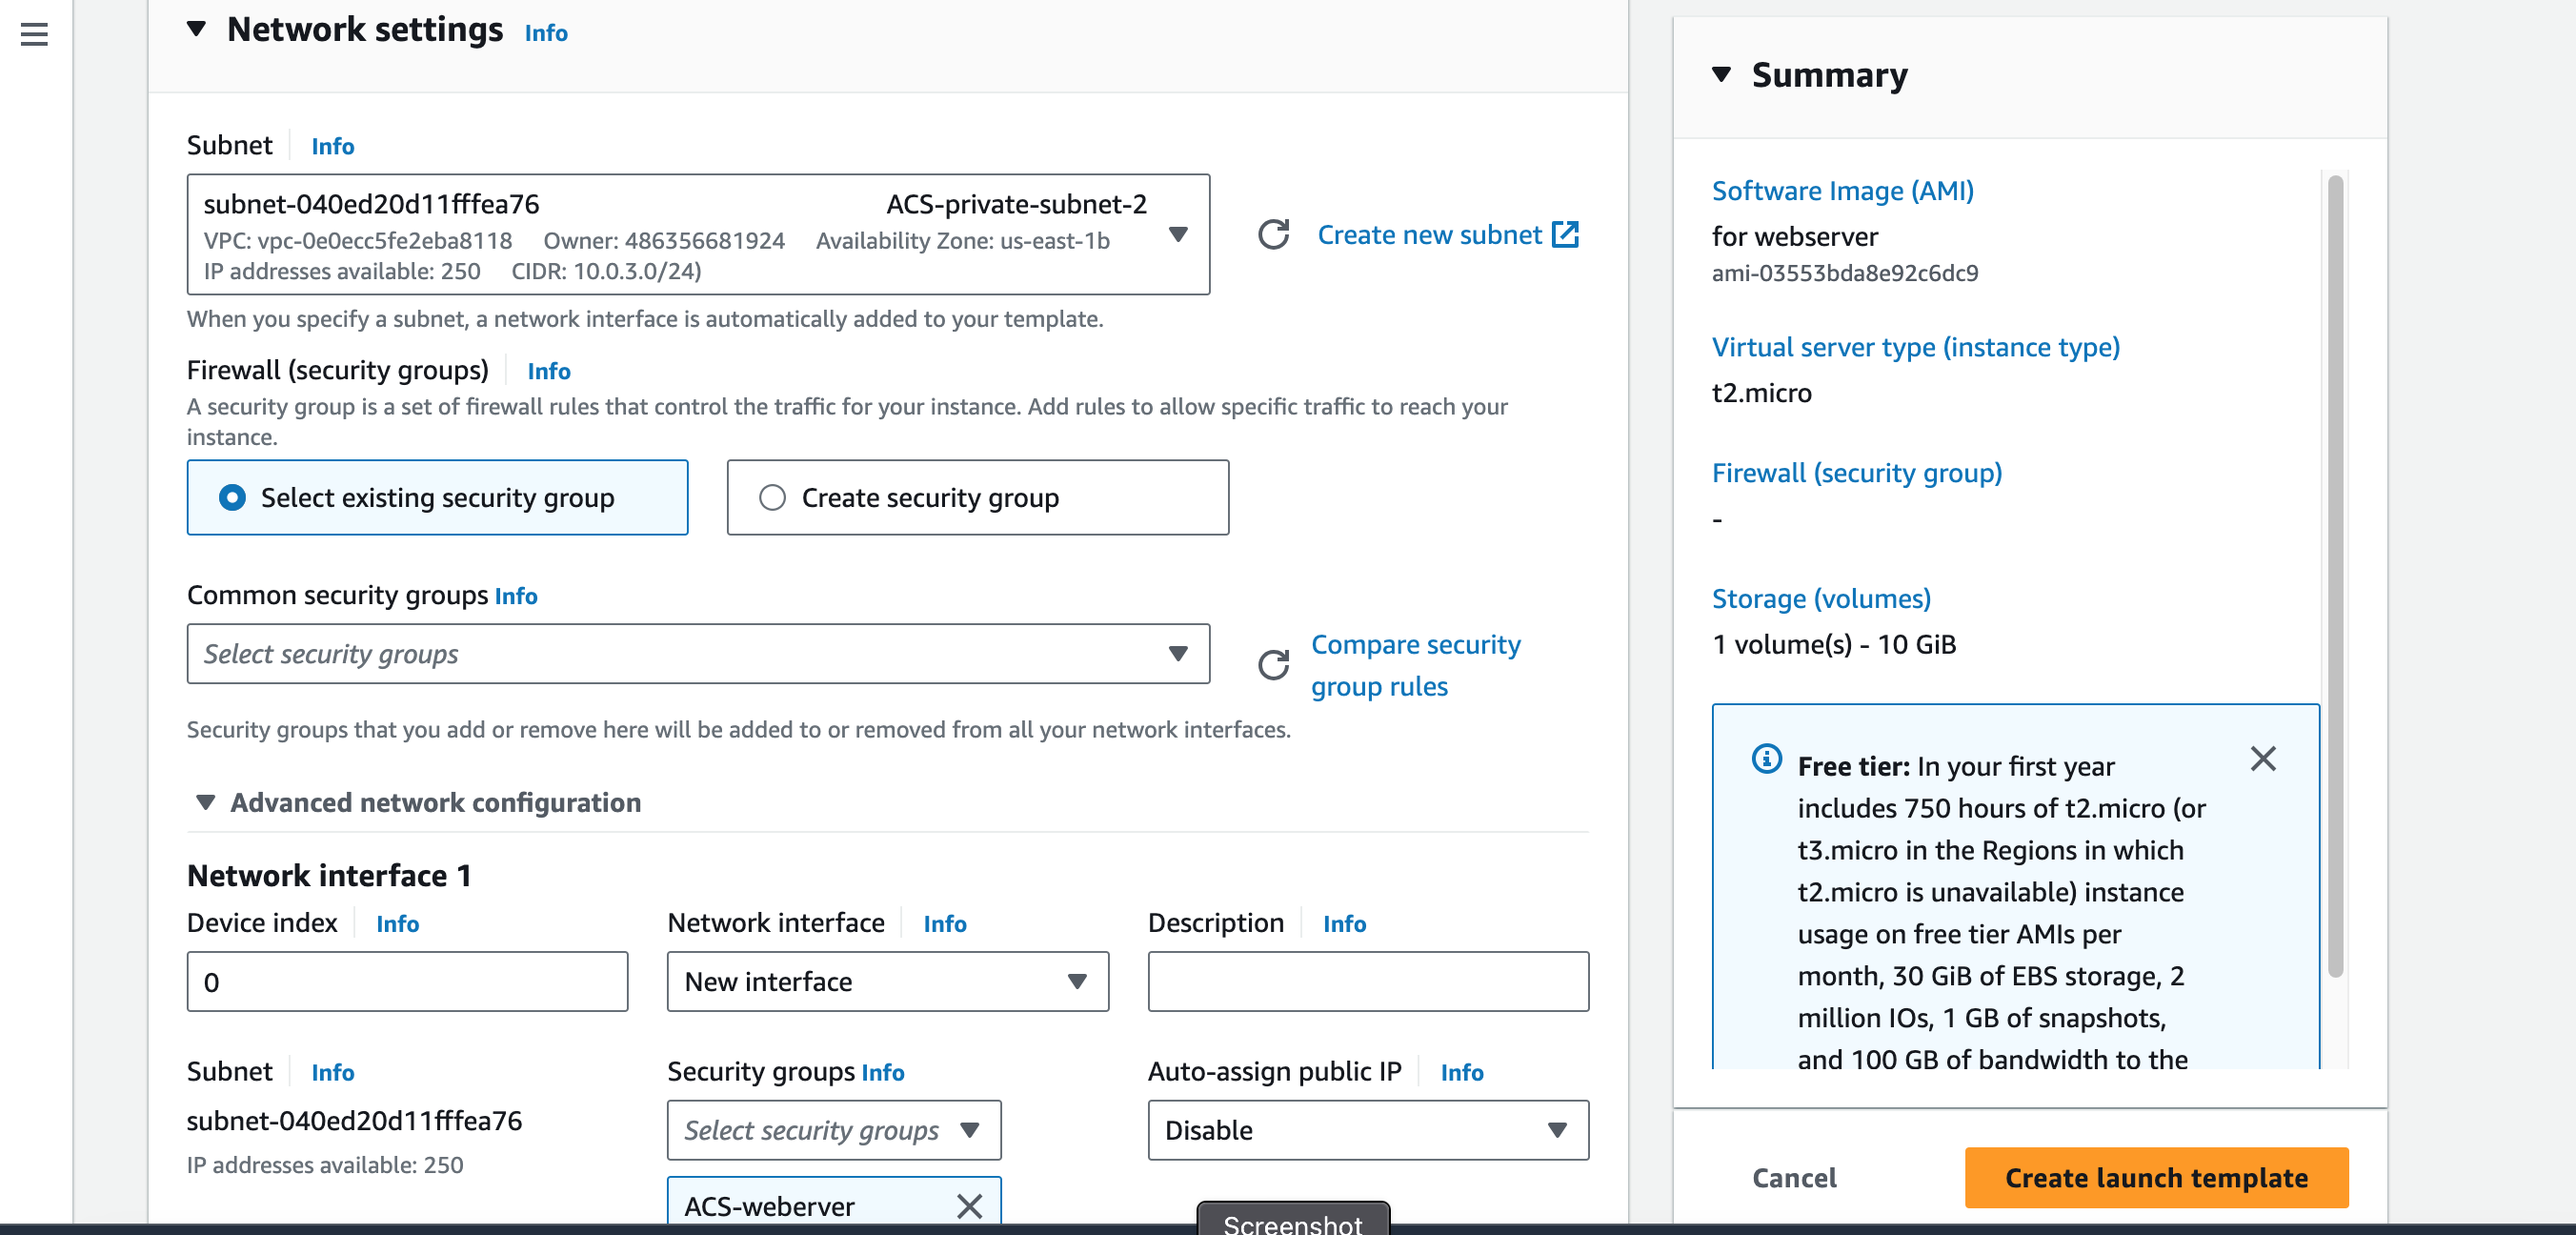 Network settings Info
Subnet Info
subnet-040ed20d11fffea76 ACS-private-subnet-2
VPC: vpc-0e0ecc5fe2eba8118 Owner: 486356681924 Availability Zone: us-east-1b
IP addresses available: 250 CIDR: 10.0.3.0/24)
Create new subnet
When you specify a subnet, a network interface is automatically added to your template.
Firewall (security groups) Info
A security group is a set of firewall rules that control the traffic for your instance. Add rules to allow specific traffic to reach your
instance.
Select existing security group
Create security group
Common security groups Info
Select security groups
Compare security
group rules
Security groups that you add or remove here will be added to or removed from all your network interfaces.
Advanced network configuration
Network interface 1
Device index Info
0
Network interface Info
New interface
Description Info
Subnet Info
subnet-040ed20d11fffea76
IP addresses available: 250
Security groups Info
Select security groups
ACS-weberver
Auto-assign public IP Info
Disable
Screenshot
Summary
Software Image (AMI)
for webserver
ami-03553bda8e92c6dc9
Virtual server type (instance type)
t2.micro
Firewall (security group)
-
Storage (volumes)
1 volume(s) - 10 GiB
Free tier: In your first year
includes 750 hours of t2.micro (or
t3.micro in the Regions in which
t2.micro is unavailable) instance
usage on free tier AMIs per
month, 30 GiB of EBS storage, 2
million IOs, 1 GB of snapshots,
and 100 GB of bandwidth to the
Cancel
Create launch template